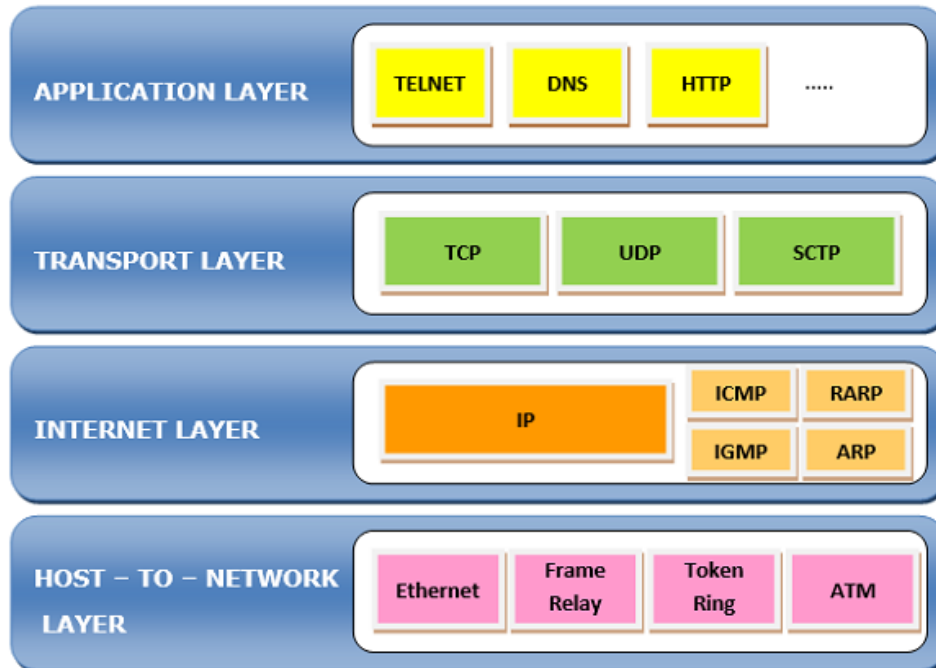 APPLICATION LAYER
TELNET
DNS
HTTP
.....
TRANSPORT LAYER
TCP
UDP
SCTP
INTERNET LAYER
IP
ICMP
RARP
IGMP
ARP
HOST – TO – NETWORK
LAYER
Ethernet
Frame
Relay
Token
Ring
ATM